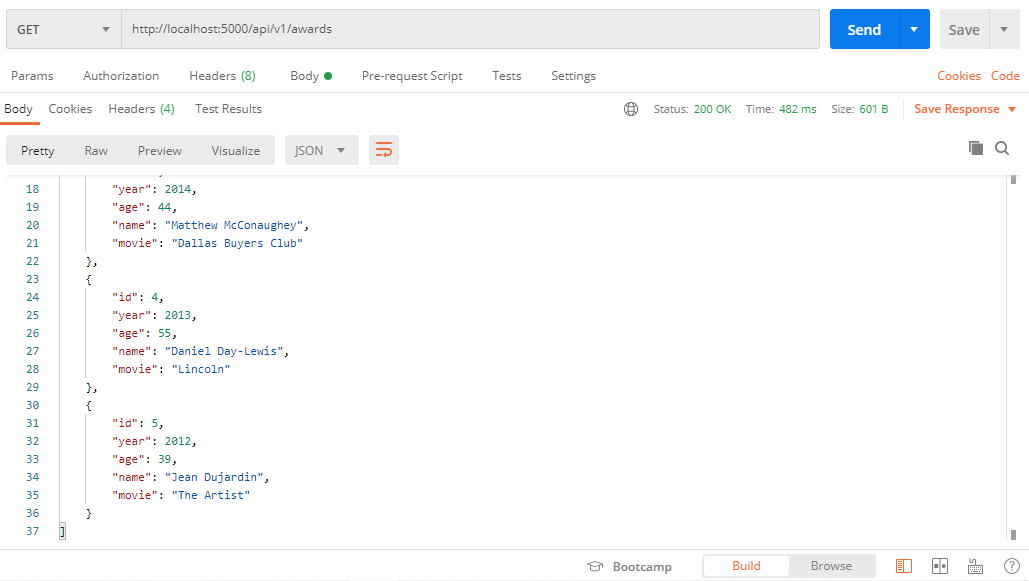 GET http://localhost:5000/api/v1/awards Send Save
Params Authorization Headers (8) Body Pre-request Script Tests Settings Cookies Code
Body Cookies Headers (4) Test Results Status: 200 OK Time: 482 ms Size: 601 B Save Response
Pretty Raw Preview Visualize JSON
18 "year": 2014,
19 "age": 44,
20 "name": "Matthew McConaughey",
21 "movie": "Dallas Buyers Club"
22 },
23 {
24 "id": 4,
25 "year": 2013,
26 "age": 55,
27 "name": "Daniel Day-Lewis",
28 "movie": "Lincoln"
29 },
30 {
31 "id": 5,
32 "year": 2012,
33 "age": 39,
34 "name": "Jean Dujardin",
35 "movie": "The Artist"
36 }
37 ]
Bootcamp Build Browse